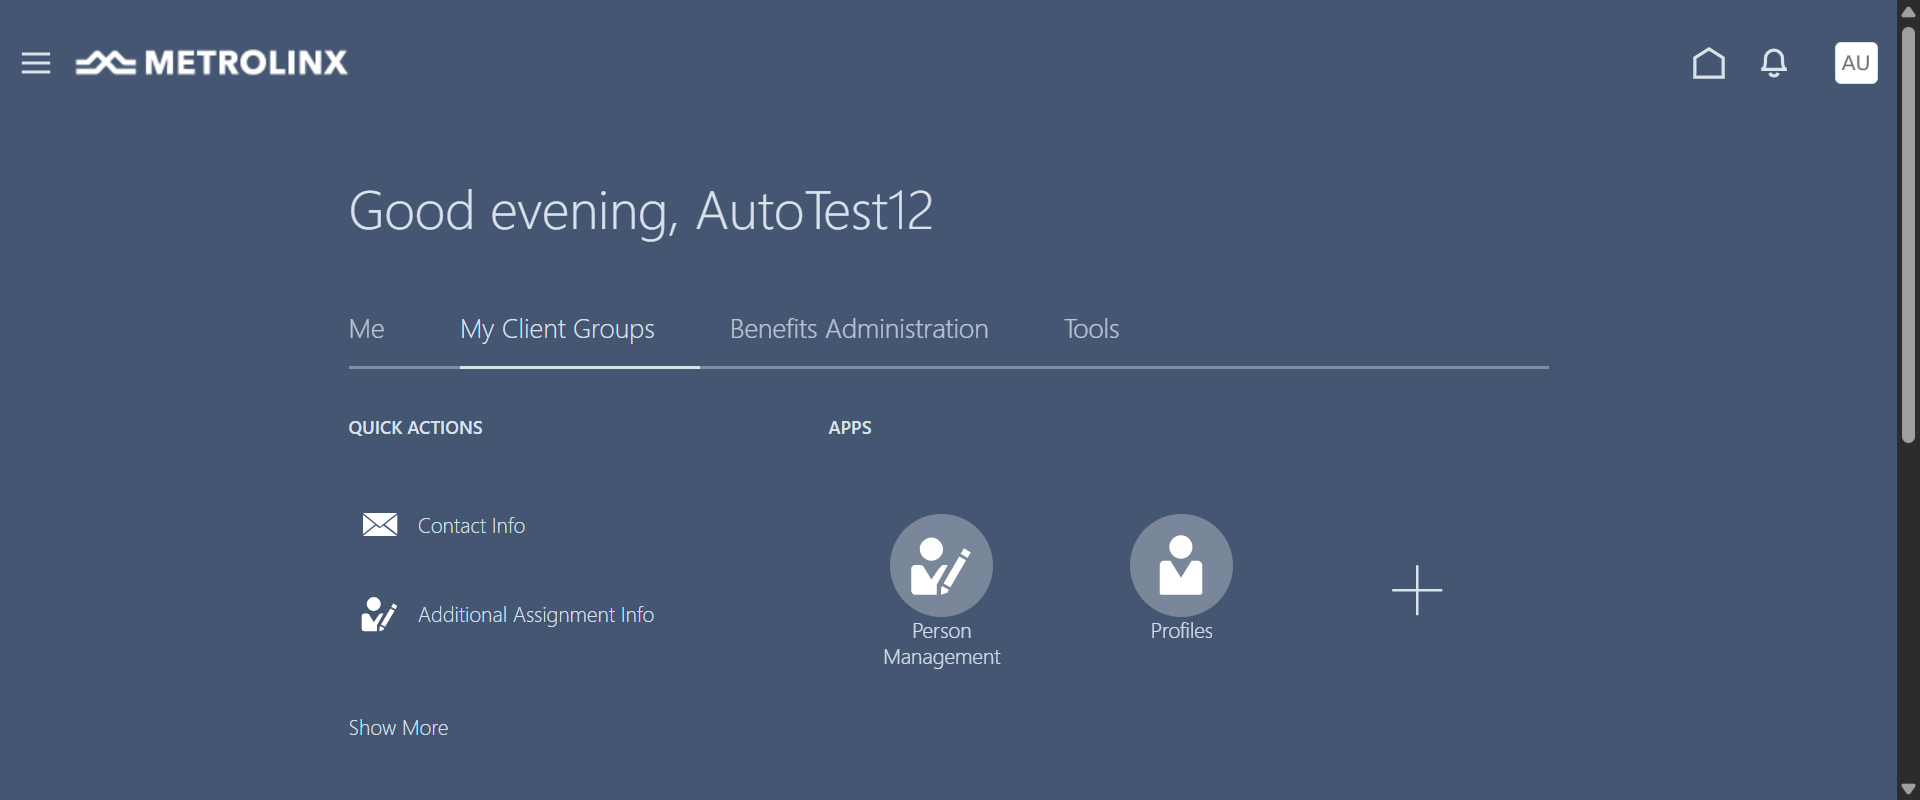 METROLINX
AU
Good evening, AutoTest12
Me
My Client Groups
Benefits Administration
Tools
QUICK ACTIONS
Contact Info
Additional Assignment Info
Show More
APPS
Person
Management
Profiles